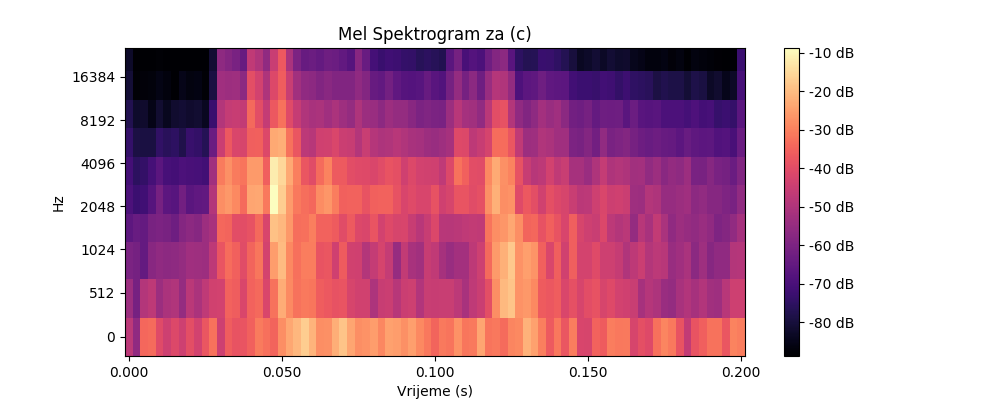 Mel Spektrogram za (c)
16384
8192
4096
2048
1024
512
0
Hz
0.000 0.050 0.100 0.150 0.200
Vrijeme (s)
-10 dB
-20 dB
-30 dB
-40 dB
-50 dB
-60 dB
-70 dB
-80 dB